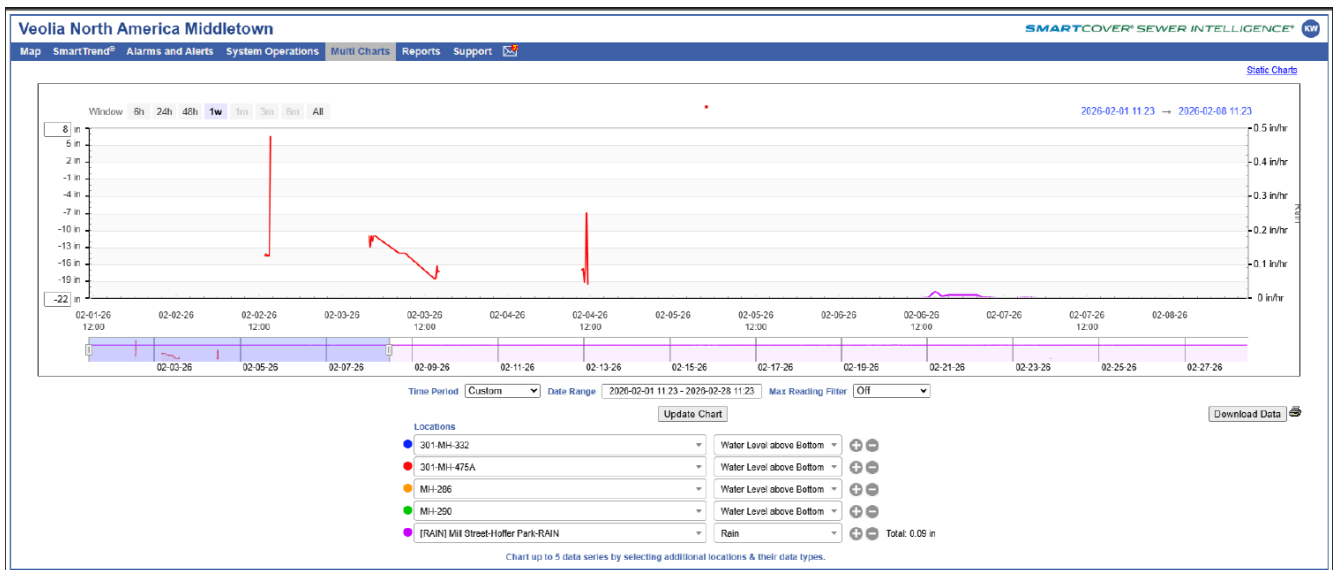 Veolia North America Middletown
SMARTCOVER® SEWER INTELLIGENCE®
KW
Map SmartTrend® Alarms and Alerts System Operations Multi Charts Reports Support
Static Charts
Window 6h 24h 48h 1w 1m 3m 6m All
2026-02-01 11:23 → 2026-02-08 11:23
8 in
5 in
2 in
-1 in
-4 in
-7 in
-10 in
-13 in
-16 in
-19 in
-22 in
0.5 in/hr
0.4 in/hr
0.3 in/hr
0.2 in/hr
0.1 in/hr
0 in/hr
02-01-26 12:00
02-02-26
02-02-26 12:00
02-03-26
02-03-26 12:00
02-04-26
02-04-26 12:00
02-05-26
02-05-26 12:00
02-06-26
02-06-26 12:00
02-07-26
02-07-26 12:00
02-08-26
02-03-26 02-05-26 02-07-26 02-09-26 02-11-26 02-13-26 02-15-26 02-17-26 02-19-26 02-21-26 02-23-26 02-25-26 02-27-26
Time Period Custom Date Range 2026-02-01 11:23 - 2026-02-28 11:23 Max Reading Filter Off
Update Chart
Download Data
Locations
301-MH-332 Water Level above Bottom
301-MH-475A Water Level above Bottom
MH-286 Water Level above Bottom
MH-290 Water Level above Bottom
[RAIN] Mill Street-Hoffer Park-RAIN Rain Total: 0.09 in
Chart up to 5 data series by selecting additional locations & their data types.